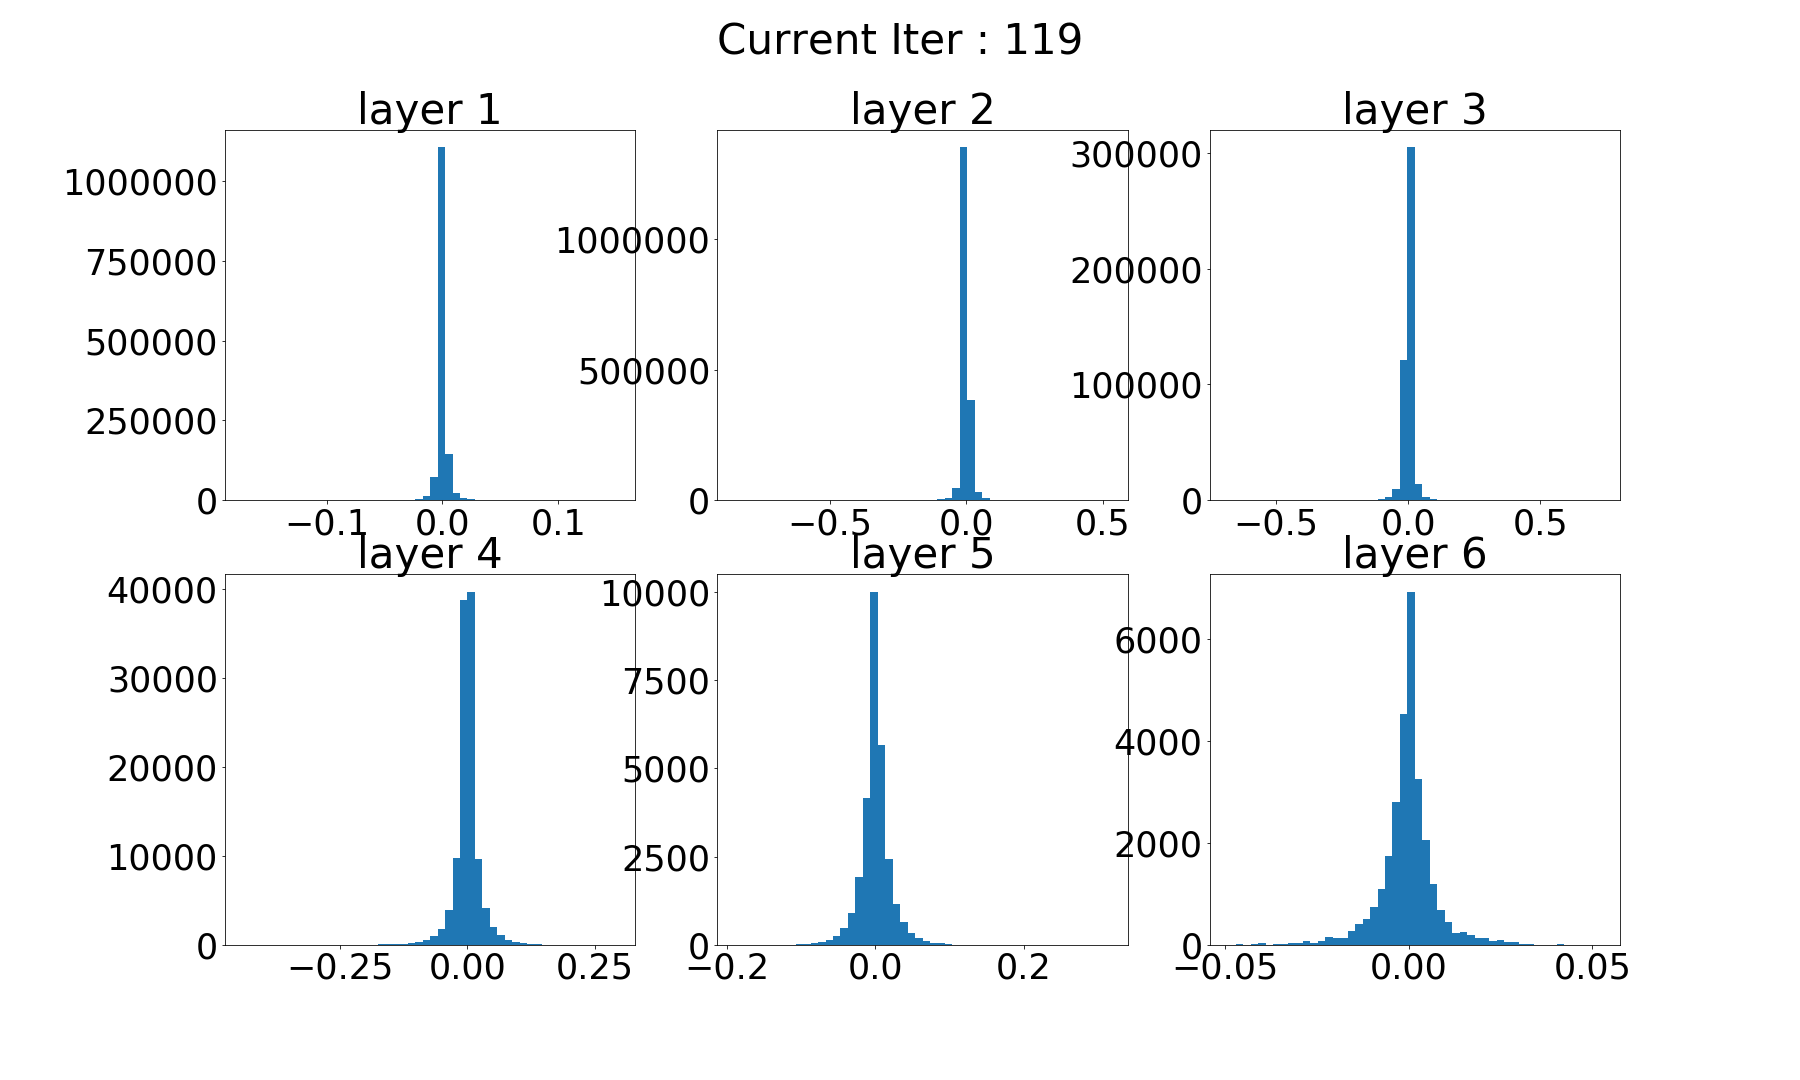 Current Iter : 119
layer 1
1000000
750000
500000
250000
0
−0.1 0.0 0.1
layer 2
1000000
500000
0
−0.5 0.0 0.5
layer 3
300000
200000
100000
0
−0.5 0.0 0.5
layer 4
40000
30000
20000
10000
0
−0.25 0.00 0.25
layer 5
10000
7500
5000
2500
0
−0.2 0.0 0.2
layer 6
6000
4000
2000
0
−0.05 0.00 0.05